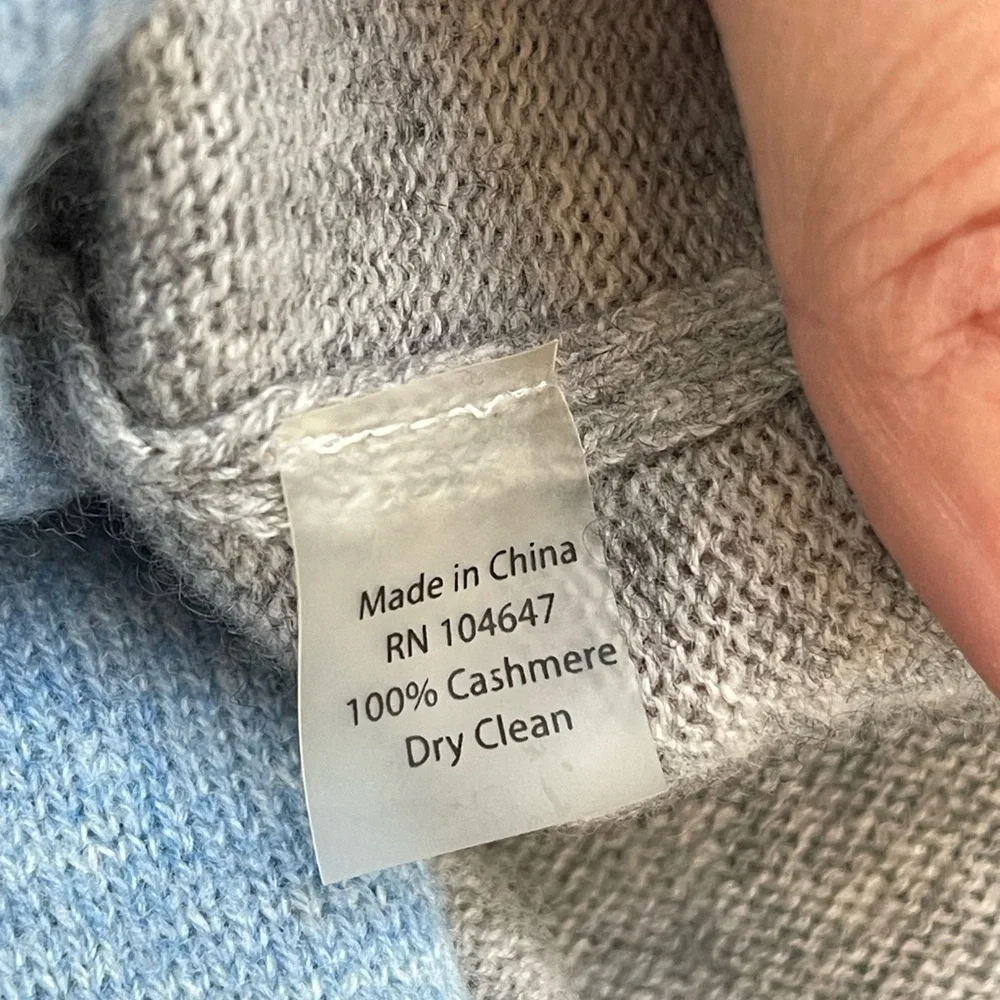 Made in China
RN 104647
100% Cashmere
Dry Clean